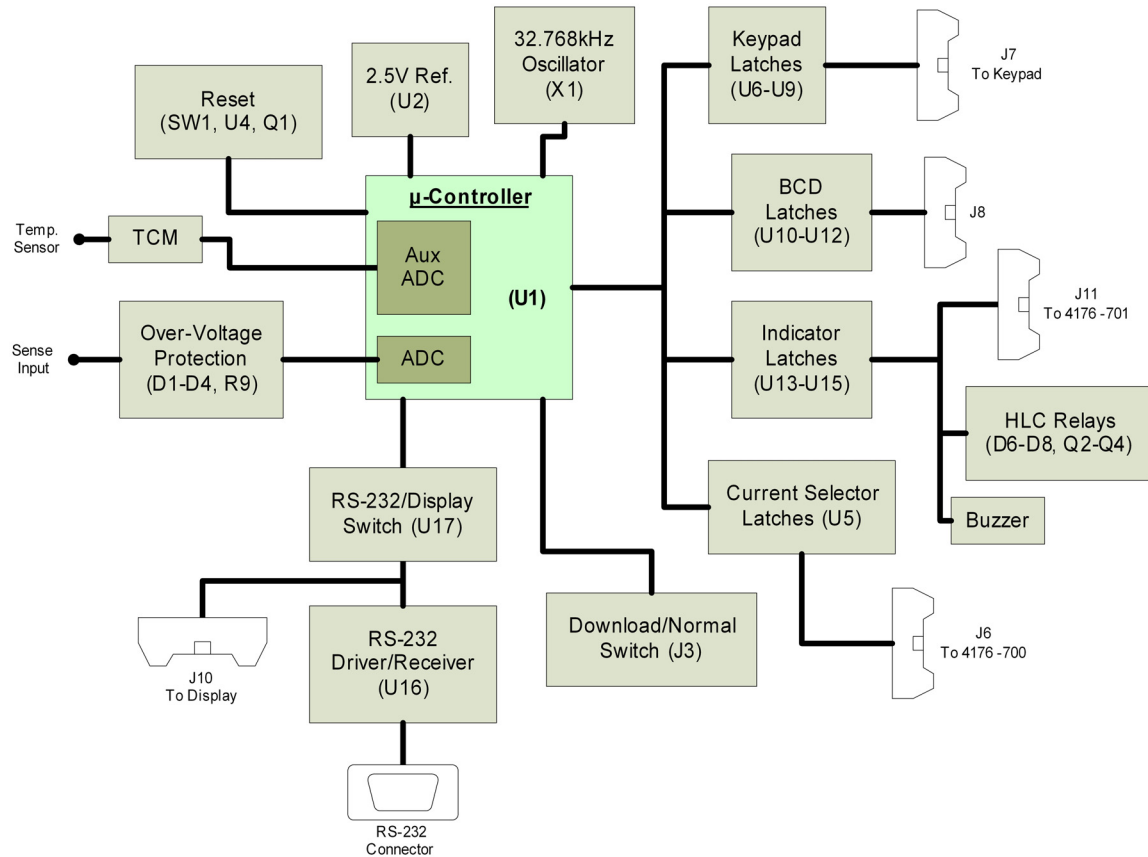 32.768kHz
Oscillator
(X1)
Keypad
Latches
(U6-U9)
J7
To Keypad
2.5V Ref.
(U2)
Reset
(SW1, U4, Q1)
µ-Controller
BCD
Latches
(U10-U12)
J8
Temp.
Sensor
TCM
Aux
ADC
(U1)
J11
To 4176 -701
Over-Voltage
Protection
(D1-D4, R9)
Sense
Input
ADC
Indicator
Latches
(U13-U15)
HLC Relays
(D6-D8, Q2-Q4)
RS-232/Display
Switch (U17)
Current Selector
Latches (U5)
Buzzer
RS-232
Driver/Receiver
(U16)
Download/Normal
Switch (J3)
J6
To 4176 -700
J10
To Display
RS-232
Connector